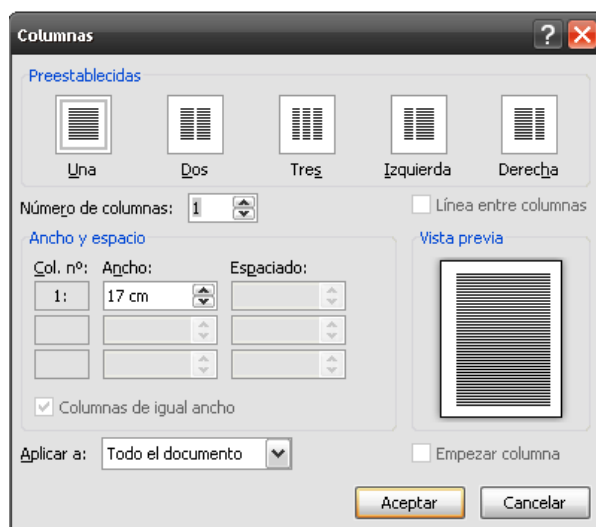 Columnas
Preestablecidas
Una Dos Tres Izquierda Derecha
Número de columnas: 1 Línea entre columnas
Ancho y espacio Vista previa
Col. nº: Ancho: Espaciado:
1: 17 cm
Columnas de igual ancho
Aplicar a: Todo el documento Empezar columna
Aceptar Cancelar